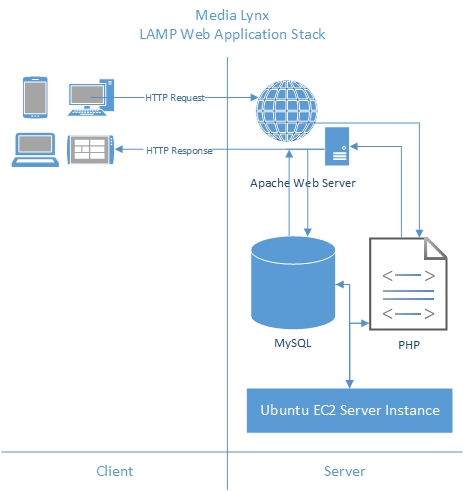 Media Lynx
LAMP Web Application Stack
HTTP Request
HTTP Response
Apache Web Server
MySQL
PHP
Ubuntu EC2 Server Instance
Client
Server